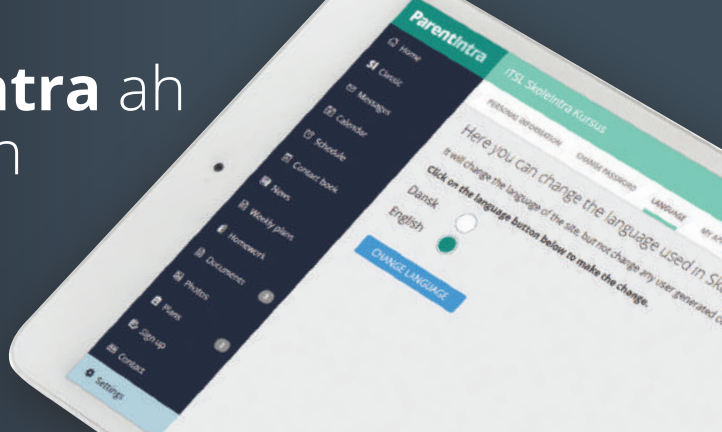 ntra ah
n
ParentIntra
Home
SI Classic
Messages
Calendar
Schedule
Contact book
News
Weekly plans
Homework
Documents
Photos
Plans
Sign up
Contact
Settings
ITSL SkoleIntra Kursus
PERSONAL INFORMATION CHANGE PASSWORD LANGUAGE MY
Here you can change the language used in Sk
It will change the language of the site, but not change any user generated co
Click on the language button below to make the change.
Dansk
English
CHANGE LANGUAGE